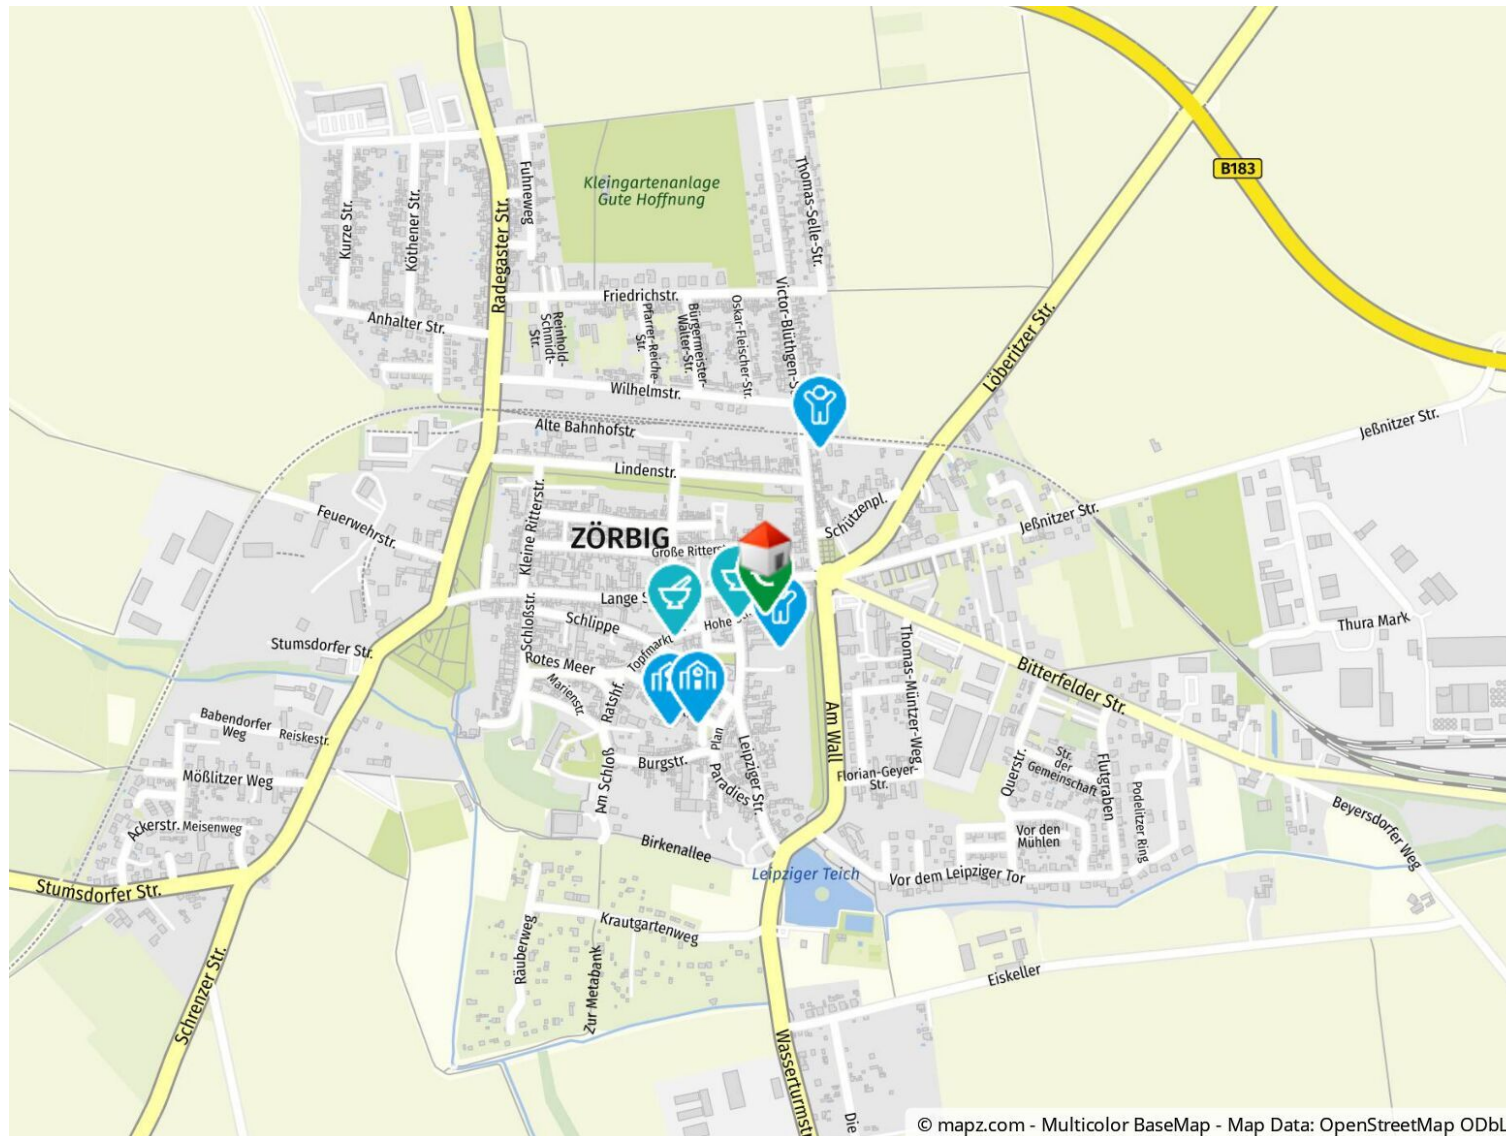 B183
Kleingartenanlage
Gute Hoffnung
Thomas-Selle-Str.
Fuhneweg
Kurze Str.
Köthener Str.
Radegaster Str.
Friedrichstr.
Victor-Blüthgen-S
Löberitzer Str.
Anhalter Str.
Reinhold-
Schmidt-
Str.
Pfarrer-Reiche-
Str.
Bürgermeister-
Walter-Str.
Oskar-Fleischer-Str.
Wilhelmstr.
Jeßnitzer Str.
Alte Bahnhofstr.
Lindenstr.
Feuerwehrstr.
Kleine Ritterstr.
Schützenpl.
Jeßnitzer Str.
ZÖRBIG
Große Ritterst
Lange S
Schloßstr.
Schlippe
Hohe St
Topfmarkt
Thura Mark
Stumsdorfer Str.
Rotes Meer
Marienstr.
Ratshf.
Thomas-Müntzer-Weg
Bitterfelder Str.
Babendorfer
Weg
Reiskestr.
Am Wall
Plan
Leipziger Str.
Burgstr.
Paradies
Am Schloß
Mößlitzer Weg
Florian-Geyer-
Str.
Querstr.
Str.
der
Gemeinschaft
Flutgraben
Podelitzer Ring
Beyersdorfer Weg
Ackerstr.
Meisenweg
Birkenallee
Vor den
Mühlen
Leipziger Teich
Vor dem Leipziger Tor
Stumsdorfer Str.
Krautgartenweg
Räuberweg
Zur Metabank
Eiskeller
Schrenzer Str.
Wasserturmstr
Die
© mapz.com - Multicolor BaseMap - Map Data: OpenStreetMap ODbL